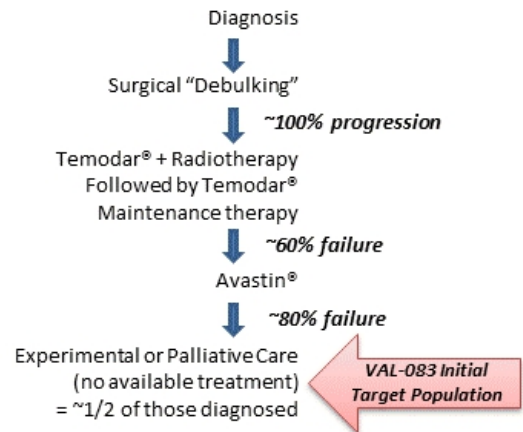 Diagnosis
Surgical “Debulking”
~100% progression
Temodar® + Radiotherapy
Followed by Temodar®
Maintenance therapy
~60% failure
Avastin®
~80% failure
Experimental or Palliative Care
(no available treatment)
= ~1/2 of those diagnosed
VAL-083 Initial
Target Population